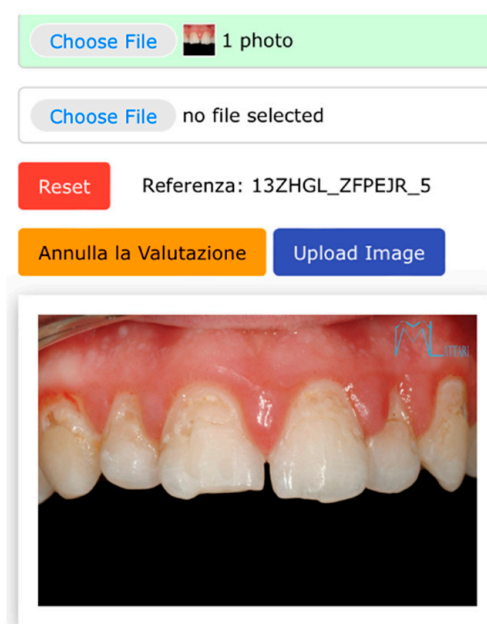 Choose File 1 photo
Choose File no file selected
Reset Referenza: 13ZHGL_ZFPEJR_5
Annulla la Valutazione Upload Image